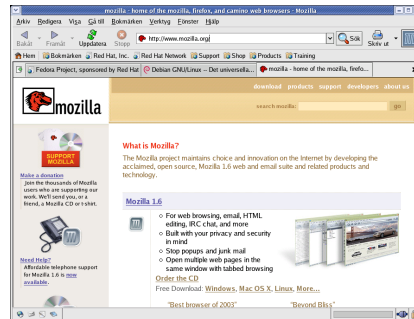 mozilla - home of the mozilla, firefox, and camino web browsers - Mozilla
Arkiv Redigera Visa Gå till Bokmärken Verktyg Fönster Hjälp
Bakåt Framåt Uppdatera Stopp http://www.mozilla.org/ Sök Skriv ut
Hem Bokmärken Red Hat, Inc. Red Hat Network Support Shop Products Training
Fedora Project, sponsored by Red Hat Debian GNU/Linux -- Det universella... mozilla - home of the mozilla, firefo...
download products support developers about us
mozilla
search mozilla: go
SUPPORT MOZILLA
Make a donation
Join the thousands of Mozilla
users who are supporting our
work. We'll send you, or a
friend, a Mozilla CD or t-shirt.
Need Help?
Affordable telephone support
for Mozilla 1.6 is now
available.
What is Mozilla?
The Mozilla project maintains choice and innovation on the Internet by developing the
acclaimed, open source, Mozilla 1.6 web and email suite and related products and
technology.
Mozilla 1.6
For web browsing, email, HTML
editing, IRC chat, and more
Built with your privacy and security
in mind
Stop popups and junk mail
Open multiple web pages in the
same window with tabbed browsing
Order the CD
Free Download: Windows, Mac OS X, Linux, More...
"Best browser of 2003" "Beyond Bliss"